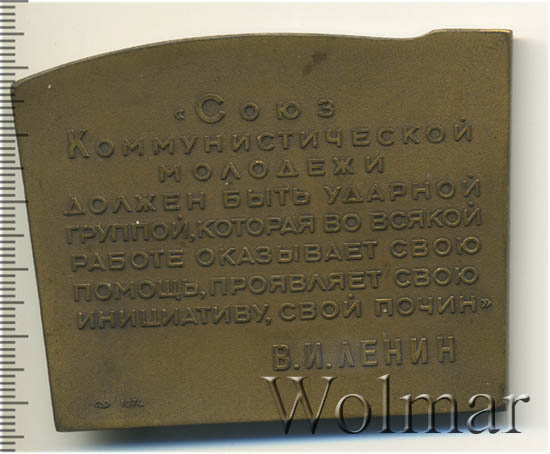 «Союз
Коммунистической
молодежи
должен быть ударной
группой, которая во всякой
работе оказывает свою
помощь, проявляет свою
инициативу, свой почин»
В.И.ЛЕНИН
1974
Wolmar